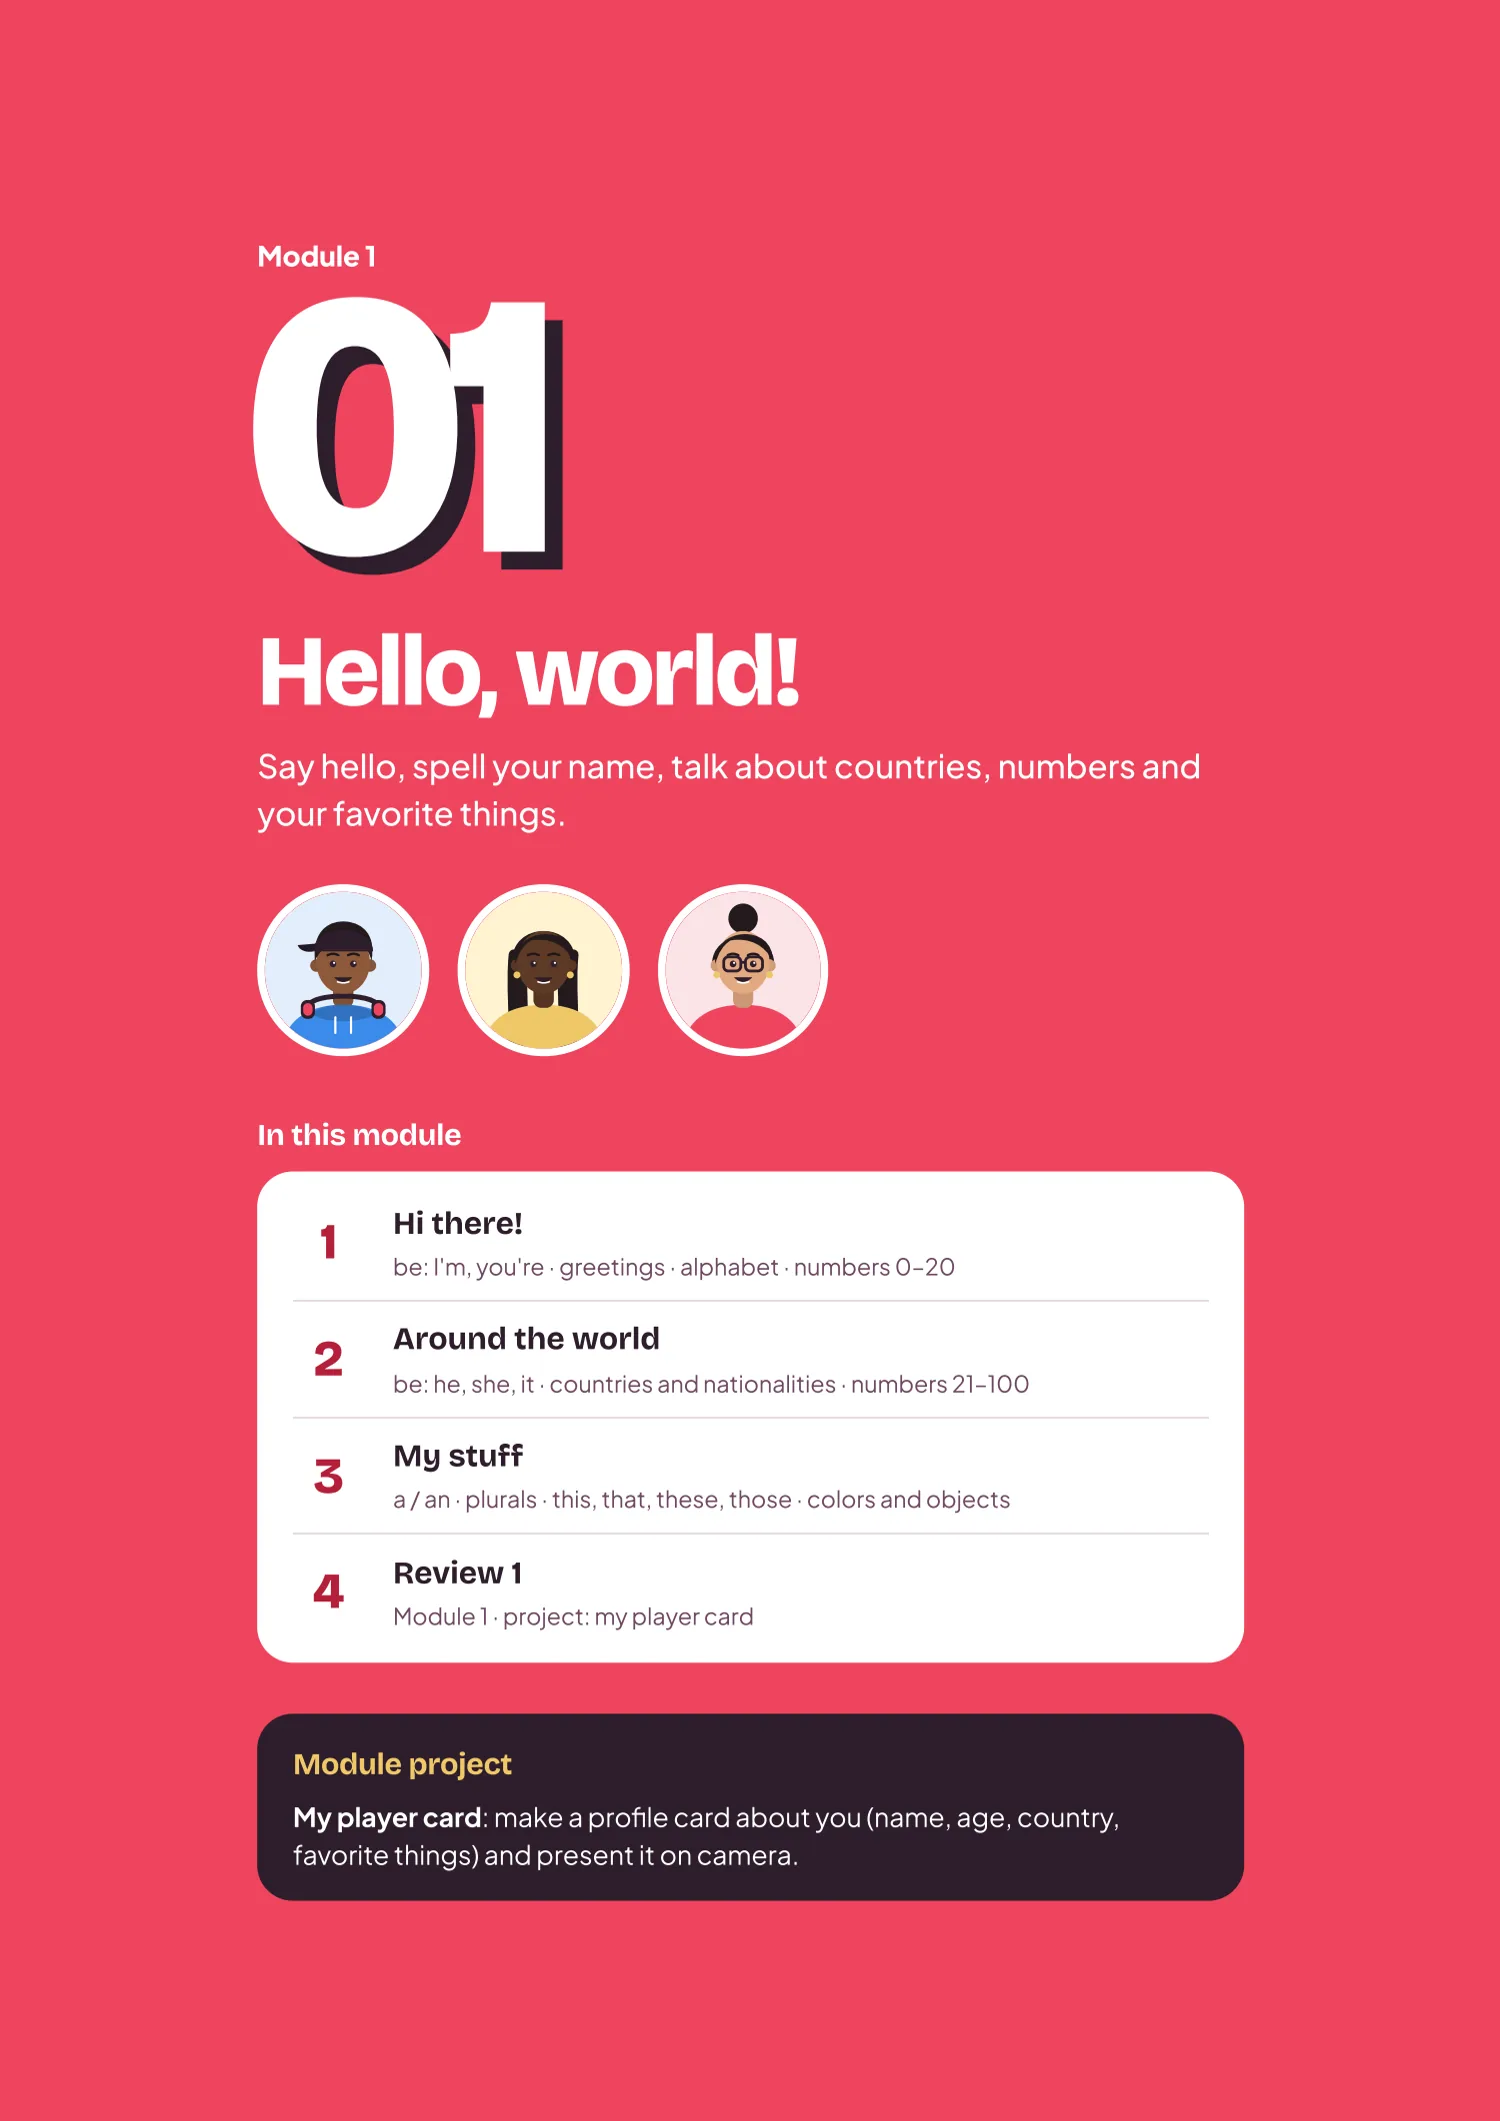 Module 1
01
Hello, world!
Say hello, spell your name, talk about countries, numbers and
your favorite things.
In this module
1
Hi there!
be: I'm, you're · greetings · alphabet · numbers 0–20
2
Around the world
be: he, she, it · countries and nationalities · numbers 21–100
3
My stuff
a / an · plurals · this, that, these, those · colors and objects
4
Review 1
Module 1 · project: my player card
Module project
My player card: make a profile card about you (name, age, country,
favorite things) and present it on camera.